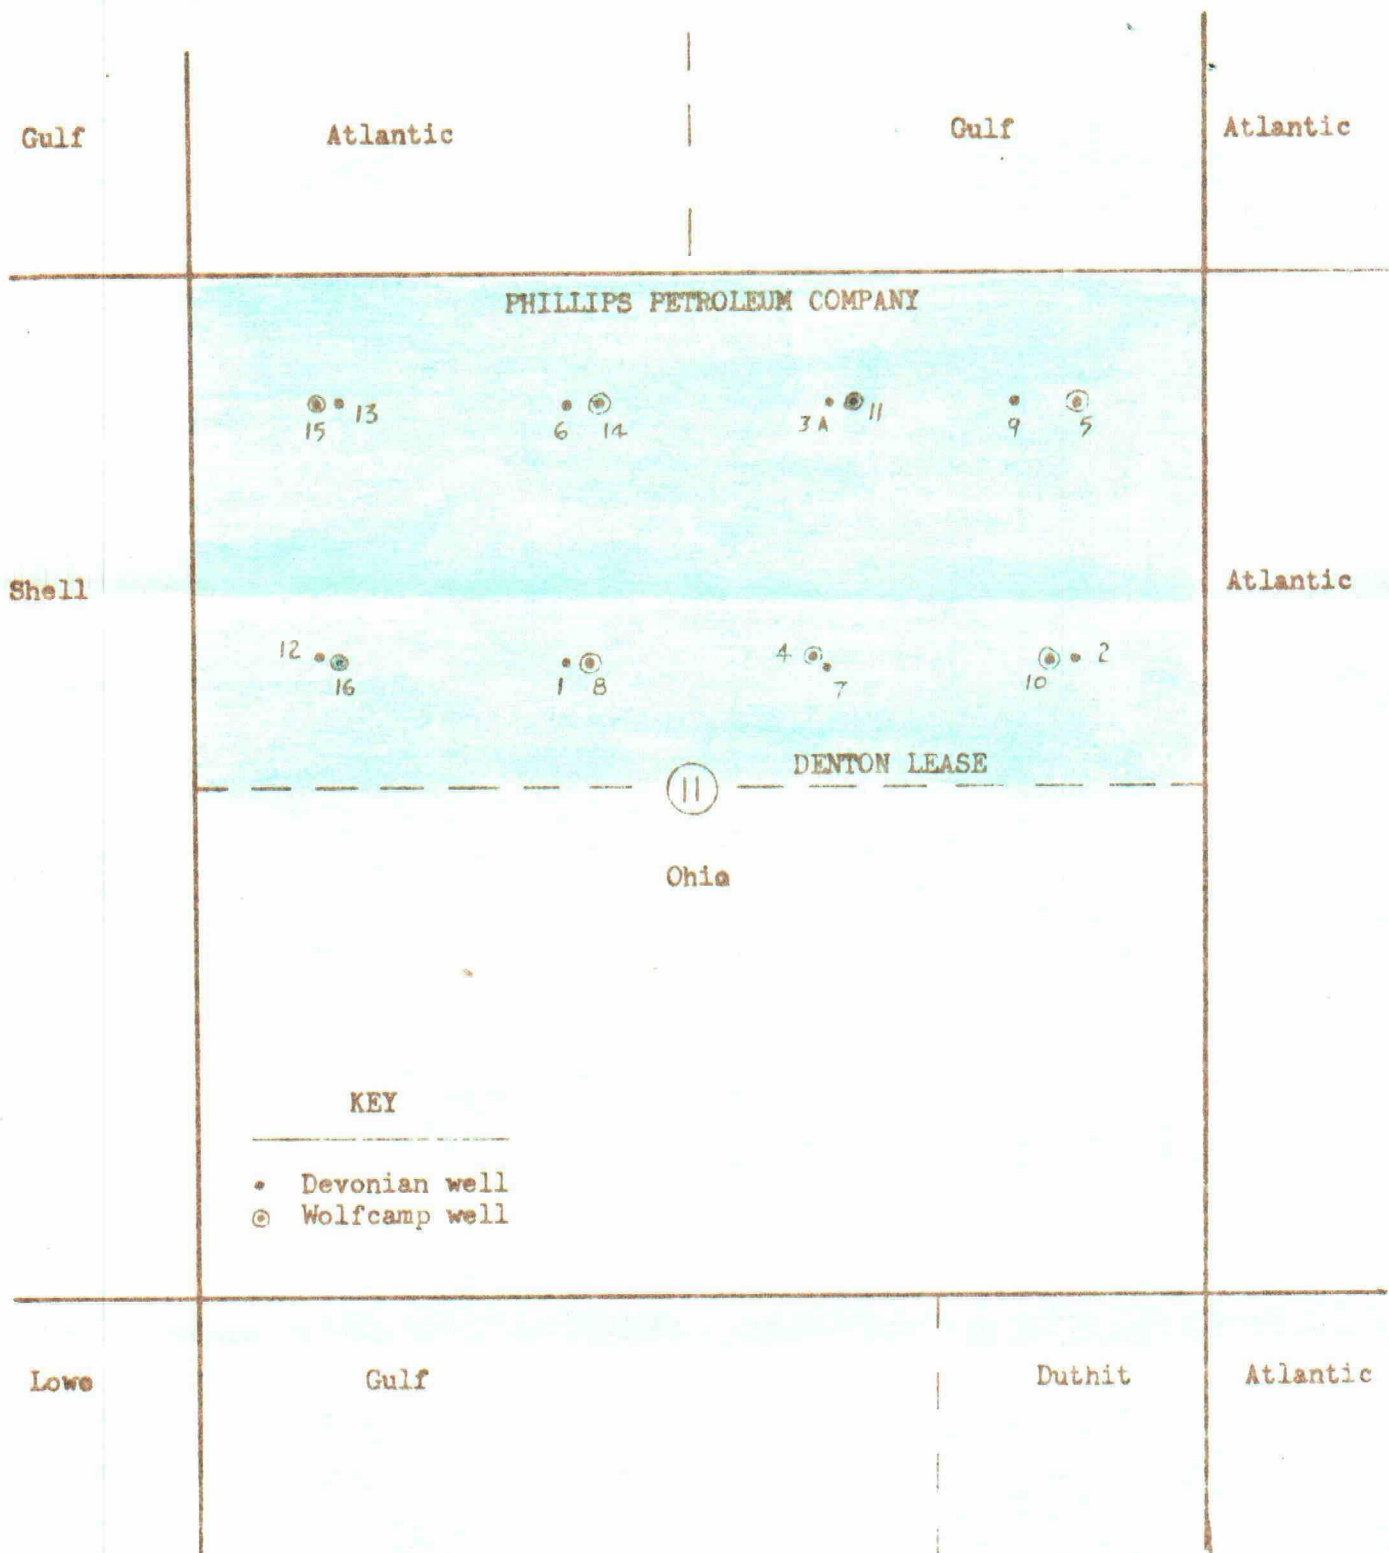 Gulf Atlantic Gulf Atlantic
PHILLIPS PETROLEUM COMPANY
13 11
15 6 14 3A 9 5
Shell Atlantic
12 4 2
16 1 8 7 10
DENTON LEASE
11
Ohio
KEY
Devonian well
Wolfcamp well
Lowe Gulf Duthit Atlantic